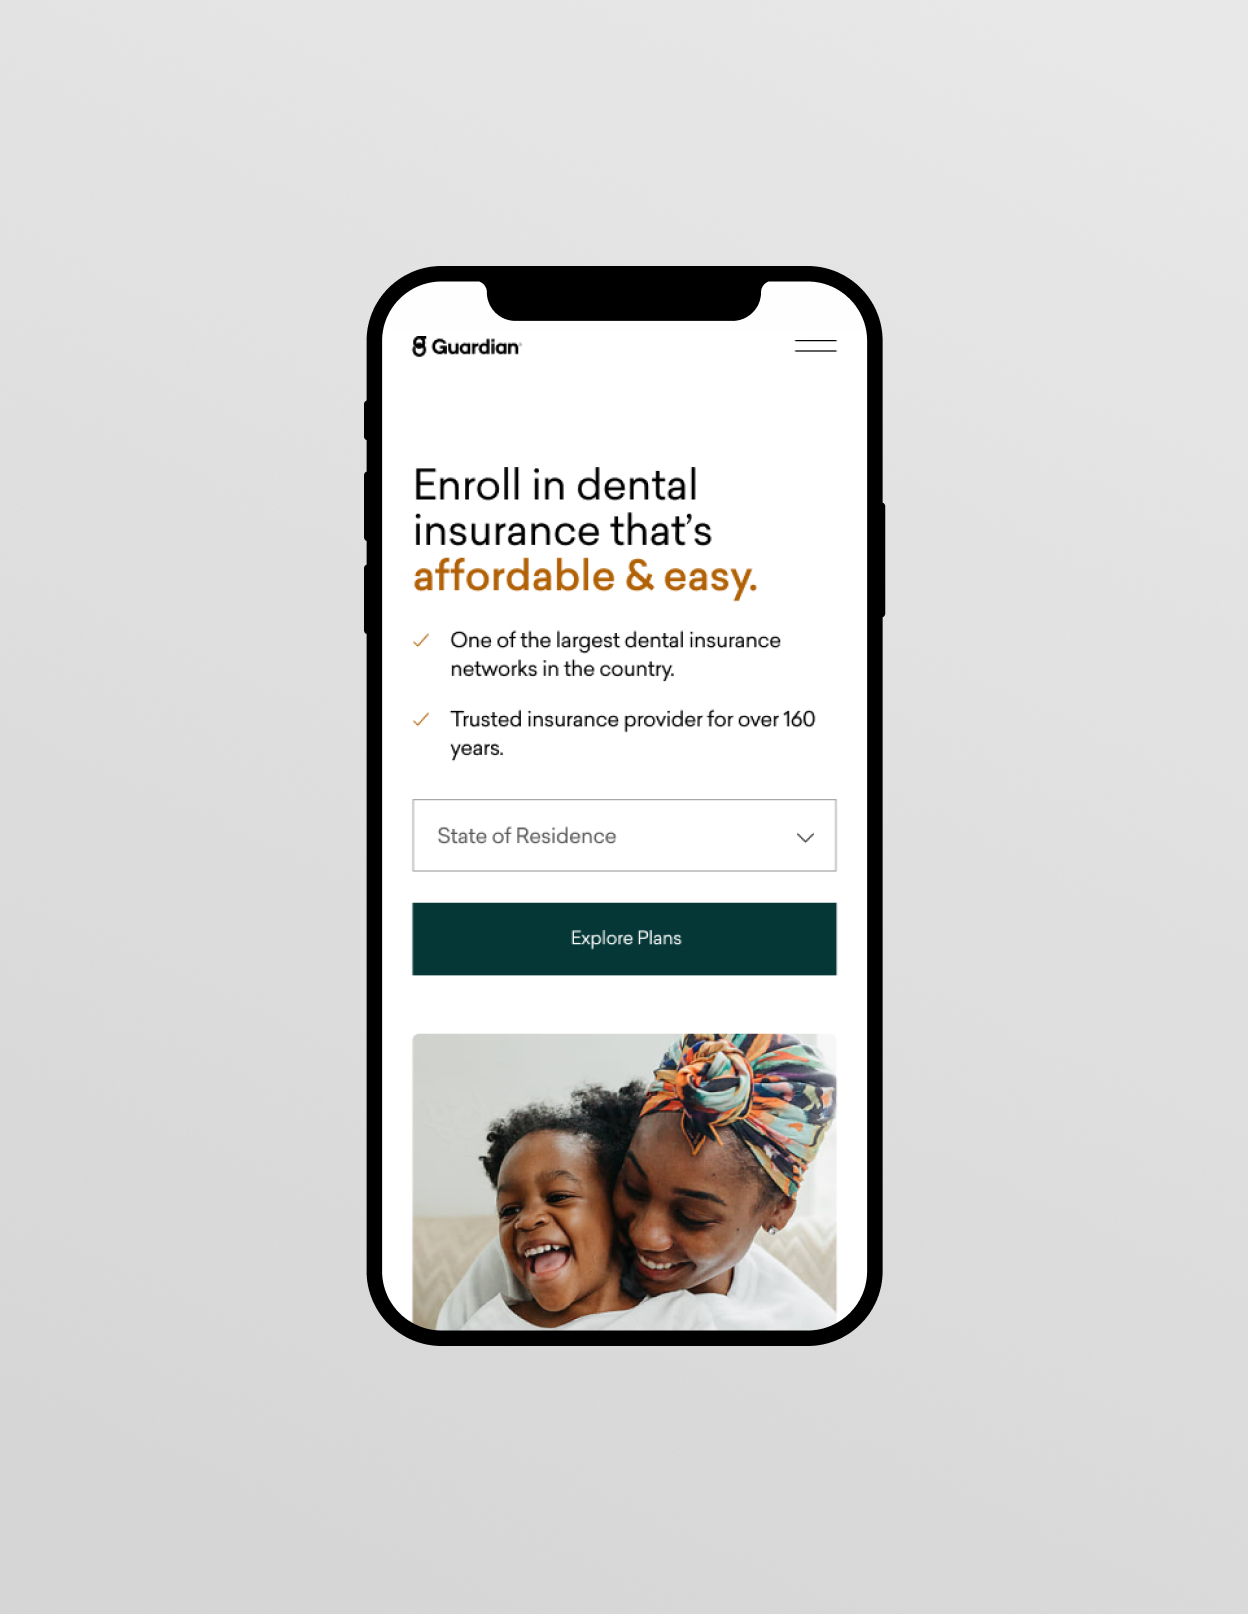 Guardian
Enroll in dental
insurance that’s
affordable & easy.
One of the largest dental insurance
networks in the country.
Trusted insurance provider for over 160
years.
State of Residence
Explore Plans